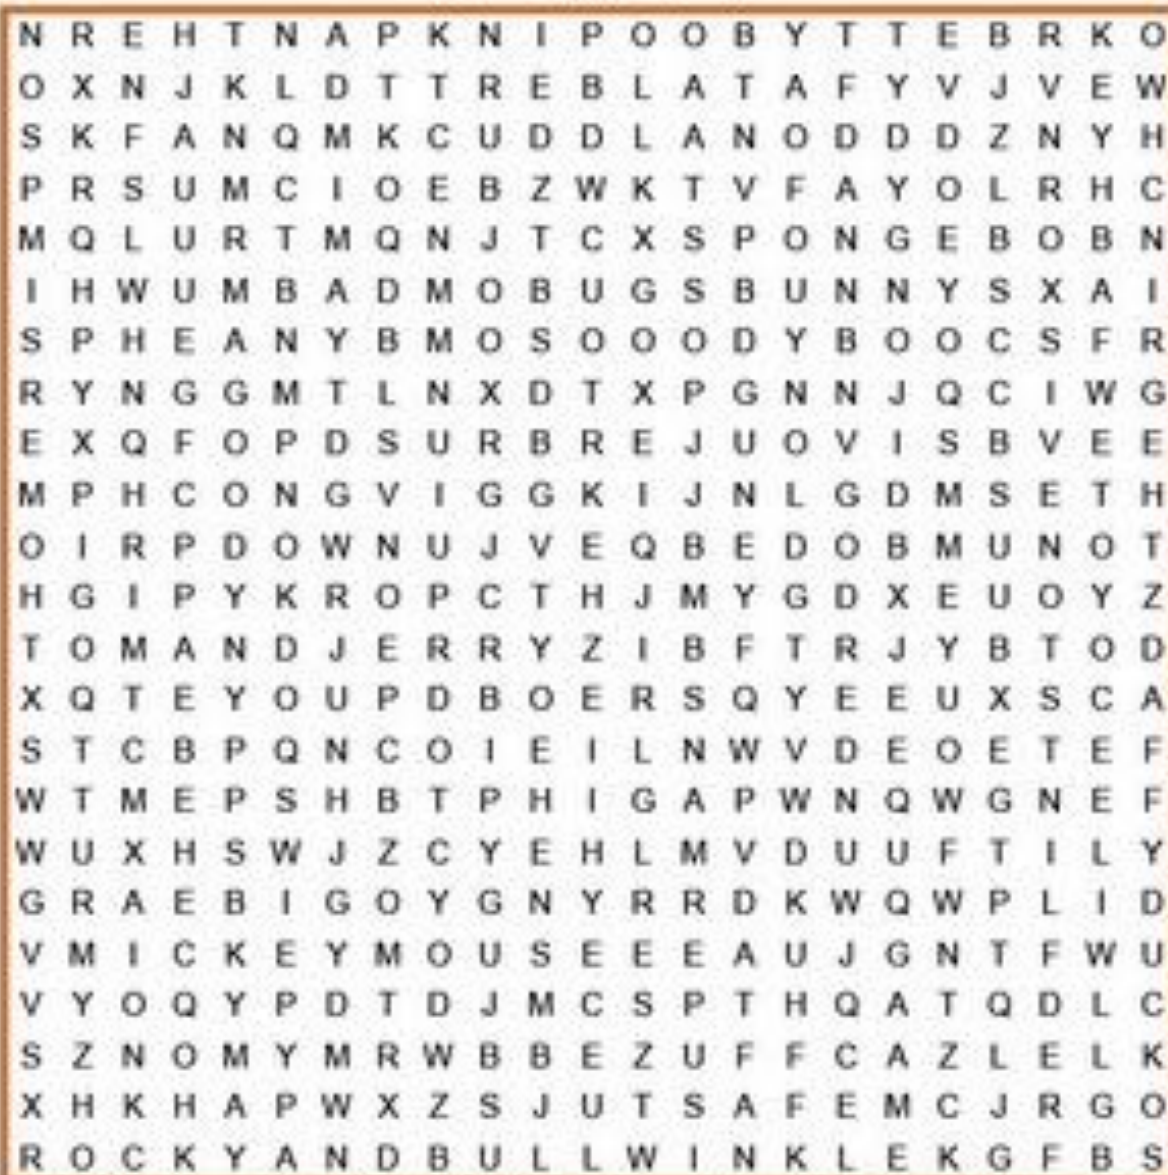 N R E H T N A P K N I P O O B Y T T E B R K O
O X N J K L D T T R E B L A T A F Y V J V E W
S K F A N Q M K C U D D L A N O D D D Z N Y H
P R S U M C I O E B Z W K T V F A Y O L R H C
M Q L U R T M Q N J T C X S P O N G E B O B N
I H W U M B A D M O B U G S B U N N Y S X A I
S P H E A N Y B M O S O O O D Y B O O C S F R
R Y N G G M T L N X D T X P G N N J Q C I W G
E X Q F O P D S U R B R E J U O V I S B V E E
M P H C O N G V I G G K I J N L G D M S E T H
O I R P D O W N U J V E Q B E D O B M U N O T
H G I P Y K R O P C T H J M Y G D X E U O Y Z
T O M A N D J E R R Y Z I B F T R J Y B T O D
X Q T E Y O U P D B O E R S Q Y E E U X S C A
S T C B P Q N C O I E I L N W V D E O E T E F
W T M E P S H B T P H I G A P W N Q W G N E F
W U X H S W J Z C Y E H L M V D U U F T I L Y
G R A E B I G O Y G N Y R R D K W Q W P L I D
V M I C K E Y M O U S E E E A U J G N T F W U
V Y O Q Y P D T D J M C S P T H Q A T Q D L C
S Z N O M Y M R W B B E Z U F F C A Z L E L K
X H K H A P W X Z S J U T S A F E M C J R G O
R O C K Y A N D B U L L W I N K L E K G F B S